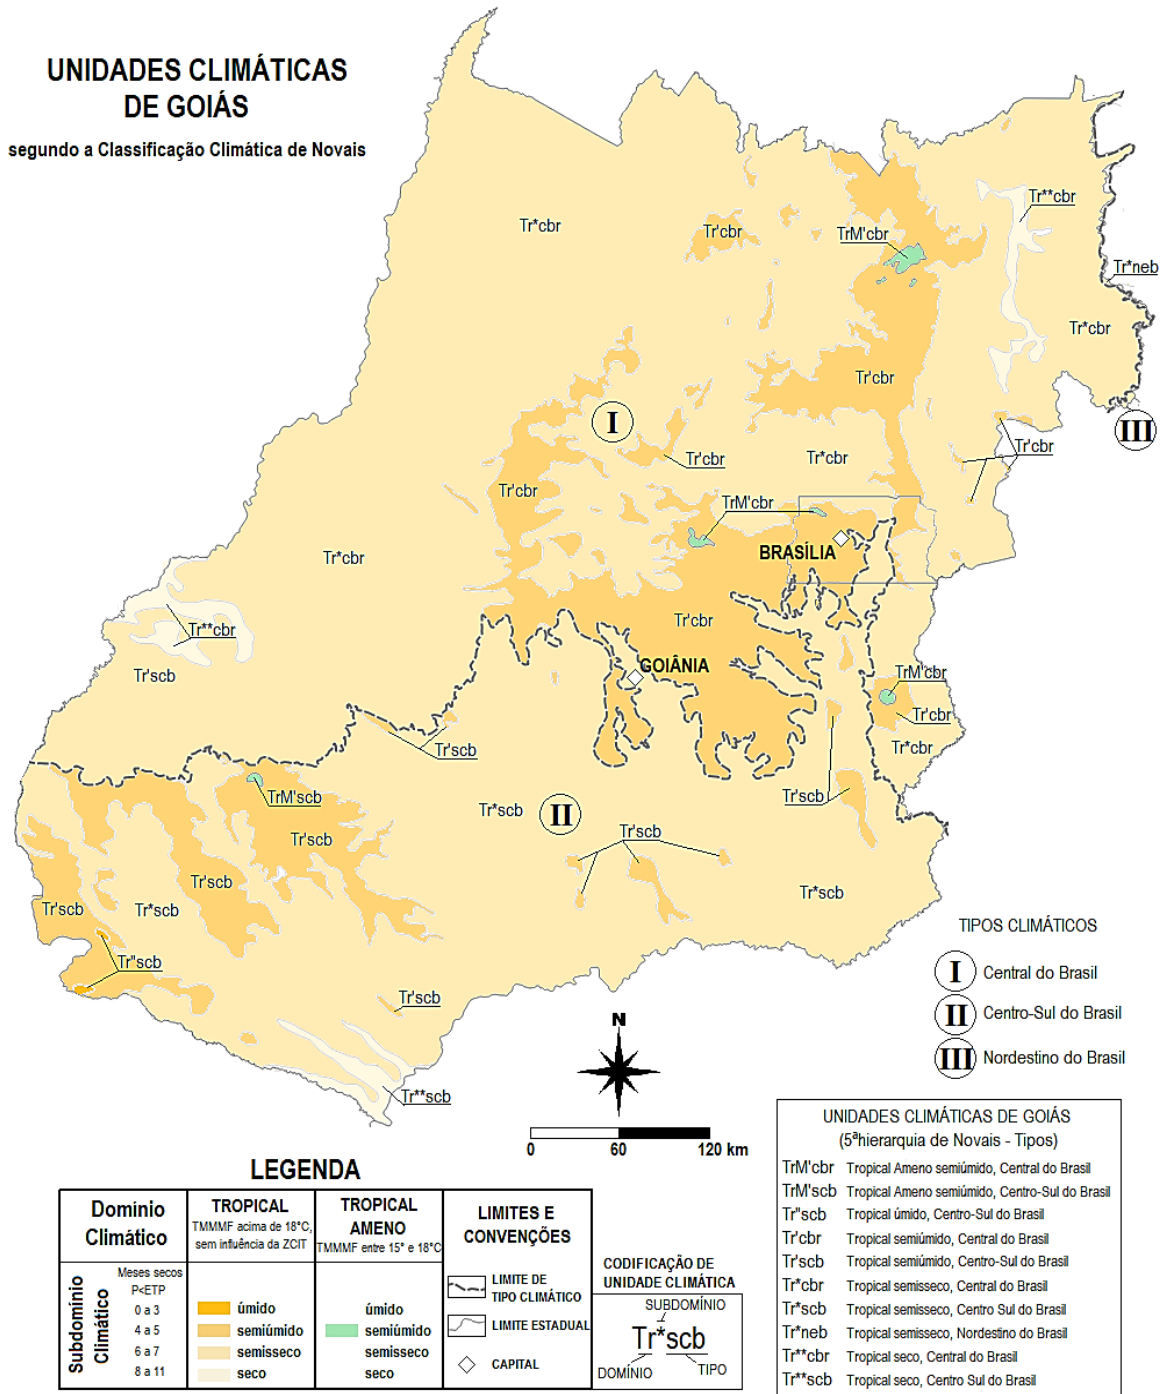 UNIDADES CLIMÁTICAS
DE GOIÁS
segundo a Classificação Climática de Novais
Tr*cbr
Tr'cbr
TrM'cbr
Tr**cbr
Tr*neb
Tr*cbr
Tr'cbr
I
III
Tr'cbr
Tr'cbr
Tr*cbr
Tr'cbr
TrM'cbr
BRASÍLIA
Tr*cbr
Tr'cbr
Tr**cbr
GOIÂNIA
Tr'scb
TrM'cbr
Tr'cbr
Tr*cbr
Tr'scb
TrM'scb
Tr*scb
II
Tr'scb
Tr'scb
Tr'scb
Tr'scb
Tr*scb
Tr'scb
Tr*scb
Tr"scb
Tr'scb
Tr**scb
TIPOS CLIMÁTICOS
I Central do Brasil
II Centro-Sul do Brasil
III Nordestino do Brasil
N
0 60 120 km
UNIDADES CLIMÁTICAS DE GOIÁS
(5ªhierarquia de Novais - Tipos)
TrM'cbr Tropical Ameno semiúmido, Central do Brasil
TrM'scb Tropical Ameno semiúmido, Centro-Sul do Brasil
Tr"scb Tropical úmido, Centro-Sul do Brasil
Tr'cbr Tropical semiúmido, Central do Brasil
Tr'scb Tropical semiúmido, Centro-Sul do Brasil
Tr*cbr Tropical semisseco, Central do Brasil
Tr*scb Tropical semisseco, Centro Sul do Brasil
Tr*neb Tropical semisseco, Nordestino do Brasil
Tr**cbr Tropical seco, Central do Brasil
Tr**scb Tropical seco, Centro Sul do Brasil
LEGENDA
Domínio
Climático
TROPICAL
TMMMF acima de 18°C,
sem influência da ZCIT
TROPICAL
AMENO
TMMMF entre 15° e 18°C
LIMITES E
CONVENÇÕES
Subdomínio
Climático
Meses secos
P<ETP
0 a 3
4 a 5
6 a 7
8 a 11
úmido
semiúmido
semisseco
seco
úmido
semiúmido
semisseco
seco
LIMITE DE
TIPO CLIMÁTICO
LIMITE ESTADUAL
CAPITAL
CODIFICAÇÃO DE
UNIDADE CLIMÁTICA
SUBDOMÍNIO
Tr*scb
DOMÍNIO
TIPO